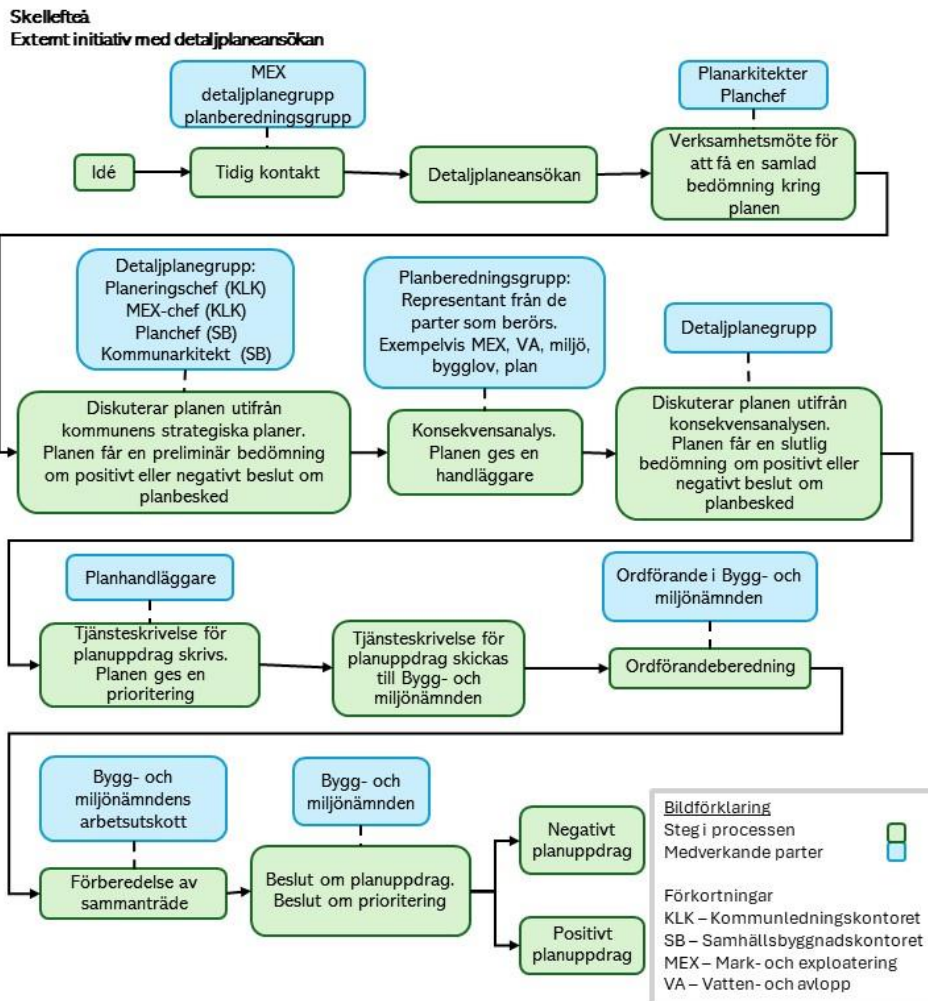 Skellefteå
Externt initiativ med detaljplaneansökan
MEX
detaljplanegrupp
planberedningsgrupp
Planarkitekter
Planchef
Idé
Tidig kontakt
Detaljplaneansökan
Verksamhetsmöte för
att få en samlad
bedömning kring
planen
Detaljplanegrupp:
Planeringschef (KLK)
MEX-chef (KLK)
Planchef (SB)
Kommunarkitekt (SB)
Planberedningsgrupp:
Representant från de
parter som berörs.
Exempelvis MEX, VA, miljö,
bygglov, plan
Detaljplanegrupp
Diskuterar planen utifrån
kommunens strategiska planer.
Planen får en preliminär bedömning
om positivt eller negativt beslut om
planbesked
Konsekvensanalys.
Planen ges en
handläggare
Diskuterar planen utifrån
konsekvensanalysen.
Planen får en slutlig
bedömning om positivt eller
negativt beslut om
planbesked
Planhandläggare
Ordförande i Bygg- och
miljönämnden
Tjänsteskrivelse för
planuppdrag skrivs.
Planen ges en
prioritering
Tjänsteskrivelse för
planuppdrag skickas
till Bygg- och
miljönämnden
Ordförandeberedning
Bygg- och
miljönämndens
arbetsutskott
Bygg- och
miljönämnden
Förberedelse av
sammanträde
Beslut om planuppdrag.
Beslut om prioritering
Negativt
planuppdrag
Positivt
planuppdrag
Bildförklaring
Steg i processen
Medverkande parter
Förkortningar
KLK – Kommunledningskontoret
SB – Samhällsbyggnadskontoret
MEX – Mark- och exploatering
VA – Vatten- och avlopp